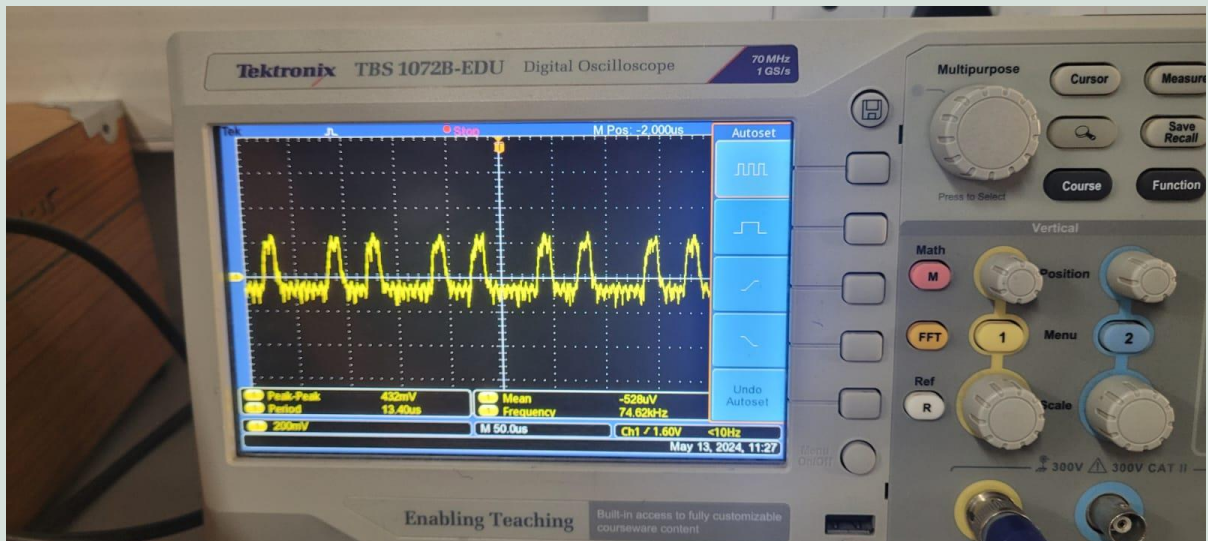 Tektronix TBS 1072B-EDU Digital Oscilloscope
70 MHz
1 GS/s
Tek Stop M Pos: -2.000us
T
Autoset
Undo
Autoset
Peak-Peak 432mV
Period 13.40us
Mean -528uV
Frequency 74.62kHz
200mV
M 50.0us
Ch1 1.60V <10Hz
May 13, 2024, 11:27
Enabling Teaching
Built-in access to fully customizable
courseware content
Multipurpose
Press to Select
Cursor
Measure
Save
Recall
Course
Function
Vertical
Math
M
Position
FFT
1
Menu
2
Ref
R
Scale
Menu
On/Off
300V 300V CAT II